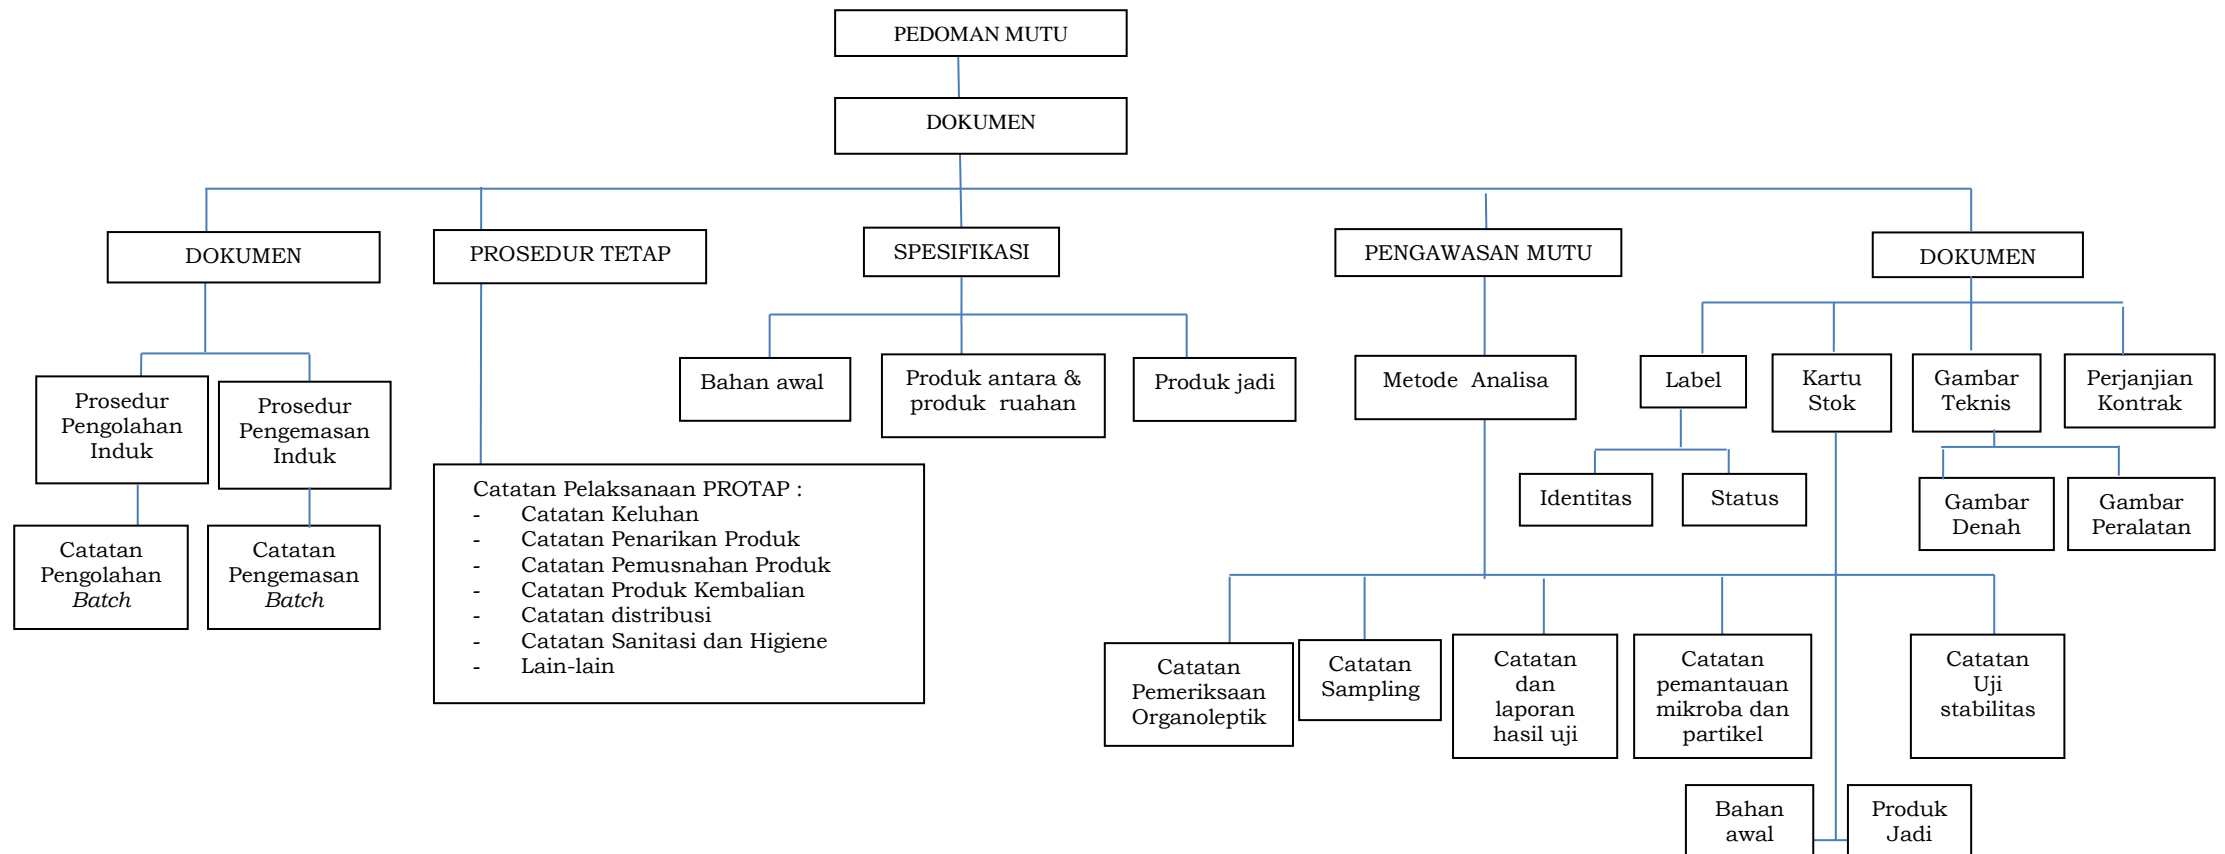 PEDOMAN MUTU
DOKUMEN
DOKUMEN
PROSEDUR TETAP
SPESIFIKASI
PENGAWASAN MUTU
DOKUMEN
Prosedur
Pengolahan
Induk
Prosedur
Pengemasan
Induk
Bahan awal
Produk antara &
produk ruahan
Produk jadi
Metode Analisa
Label
Kartu
Stok
Gambar
Teknis
Perjanjian
Kontrak
Catatan
Pengolahan
Batch
Catatan
Pengemasan
Batch
Catatan Pelaksanaan PROTAP :
- Catatan Keluhan
- Catatan Penarikan Produk
- Catatan Pemusnahan Produk
- Catatan Produk Kembalian
- Catatan distribusi
- Catatan Sanitasi dan Higiene
- Lain-lain
Identitas
Status
Gambar
Denah
Gambar
Peralatan
Catatan
Pemeriksaan
Organoleptik
Catatan
Sampling
Catatan
dan
laporan
hasil uji
Catatan
pemantauan
mikroba dan
partikel
Catatan
Uji
stabilitas
Bahan
awal
Produk
Jadi